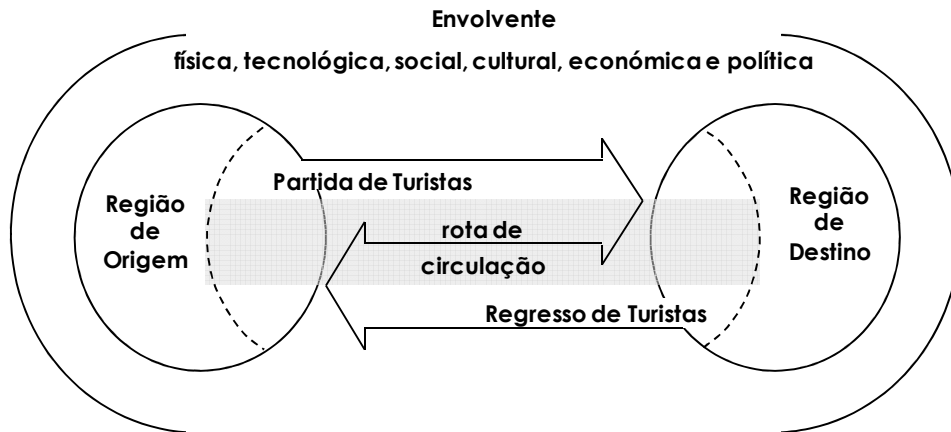 Envolvente
física, tecnológica, social, cultural, económica e política
Partida de Turistas
Região
de
Origem
rota de
circulação
Região
de
Destino
Regresso de Turistas